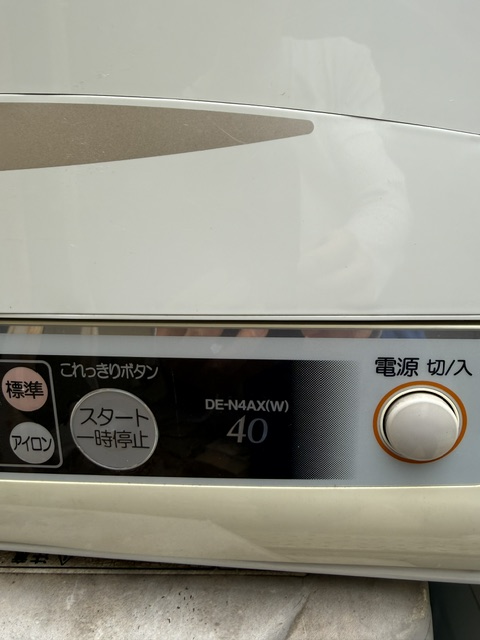 これっきりボタン
標準
アイロン
スタート
一時停止
DE-N4AX(W)
40
電源 切/入